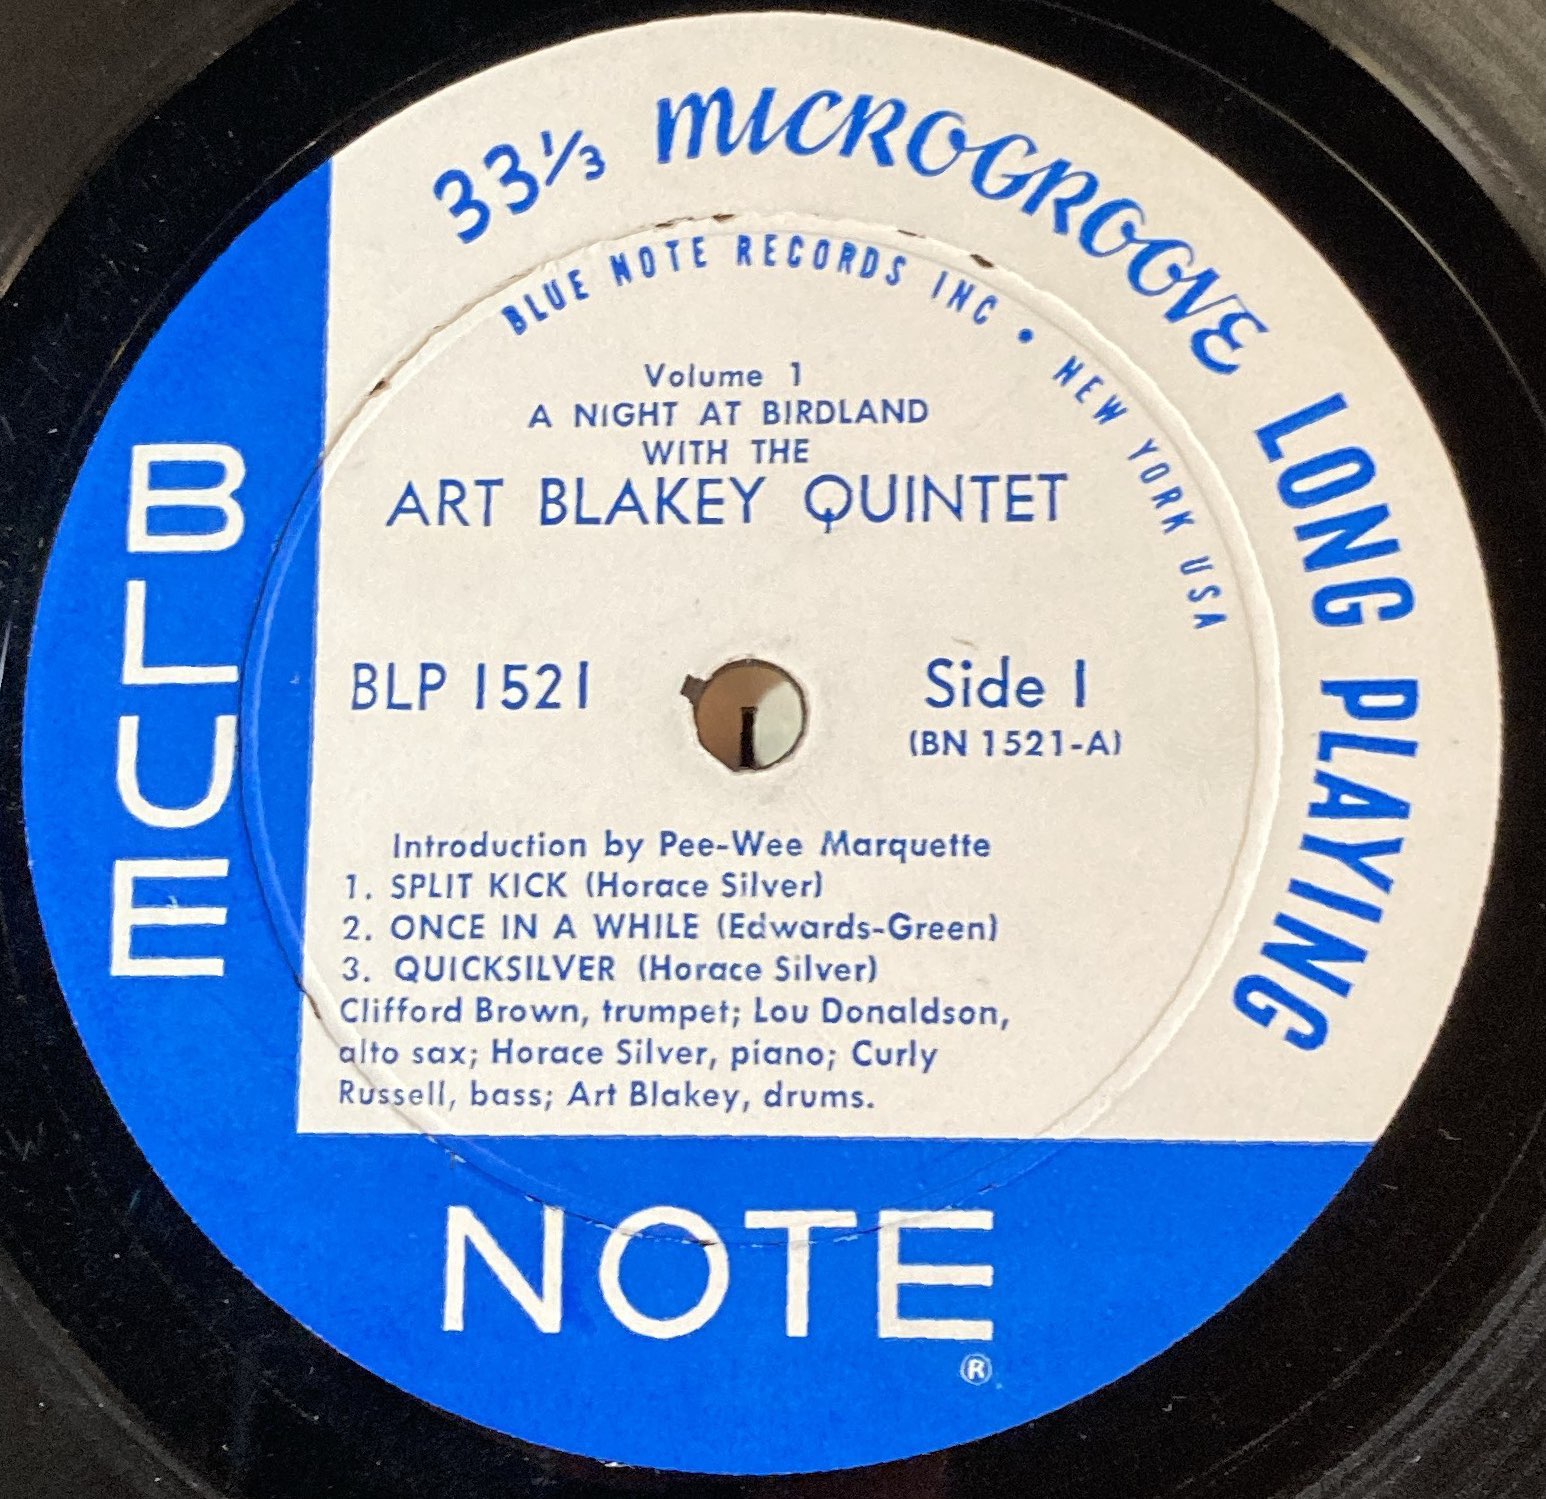 33⅓ MICROGROOVE LONG PLAYING
BLUE NOTE RECORDS INC • NEW YORK USA
Volume 1
A NIGHT AT BIRDLAND
WITH THE
ART BLAKEY QUINTET
BLP 1521
Side 1
(BN 1521-A)
Introduction by Pee-Wee Marquette
1. SPLIT KICK (Horace Silver)
2. ONCE IN A WHILE (Edwards-Green)
3. QUICKSILVER (Horace Silver)
Clifford Brown, trumpet; Lou Donaldson,
alto sax; Horace Silver, piano; Curly
Russell, bass; Art Blakey, drums.
BLUE
NOTE
®